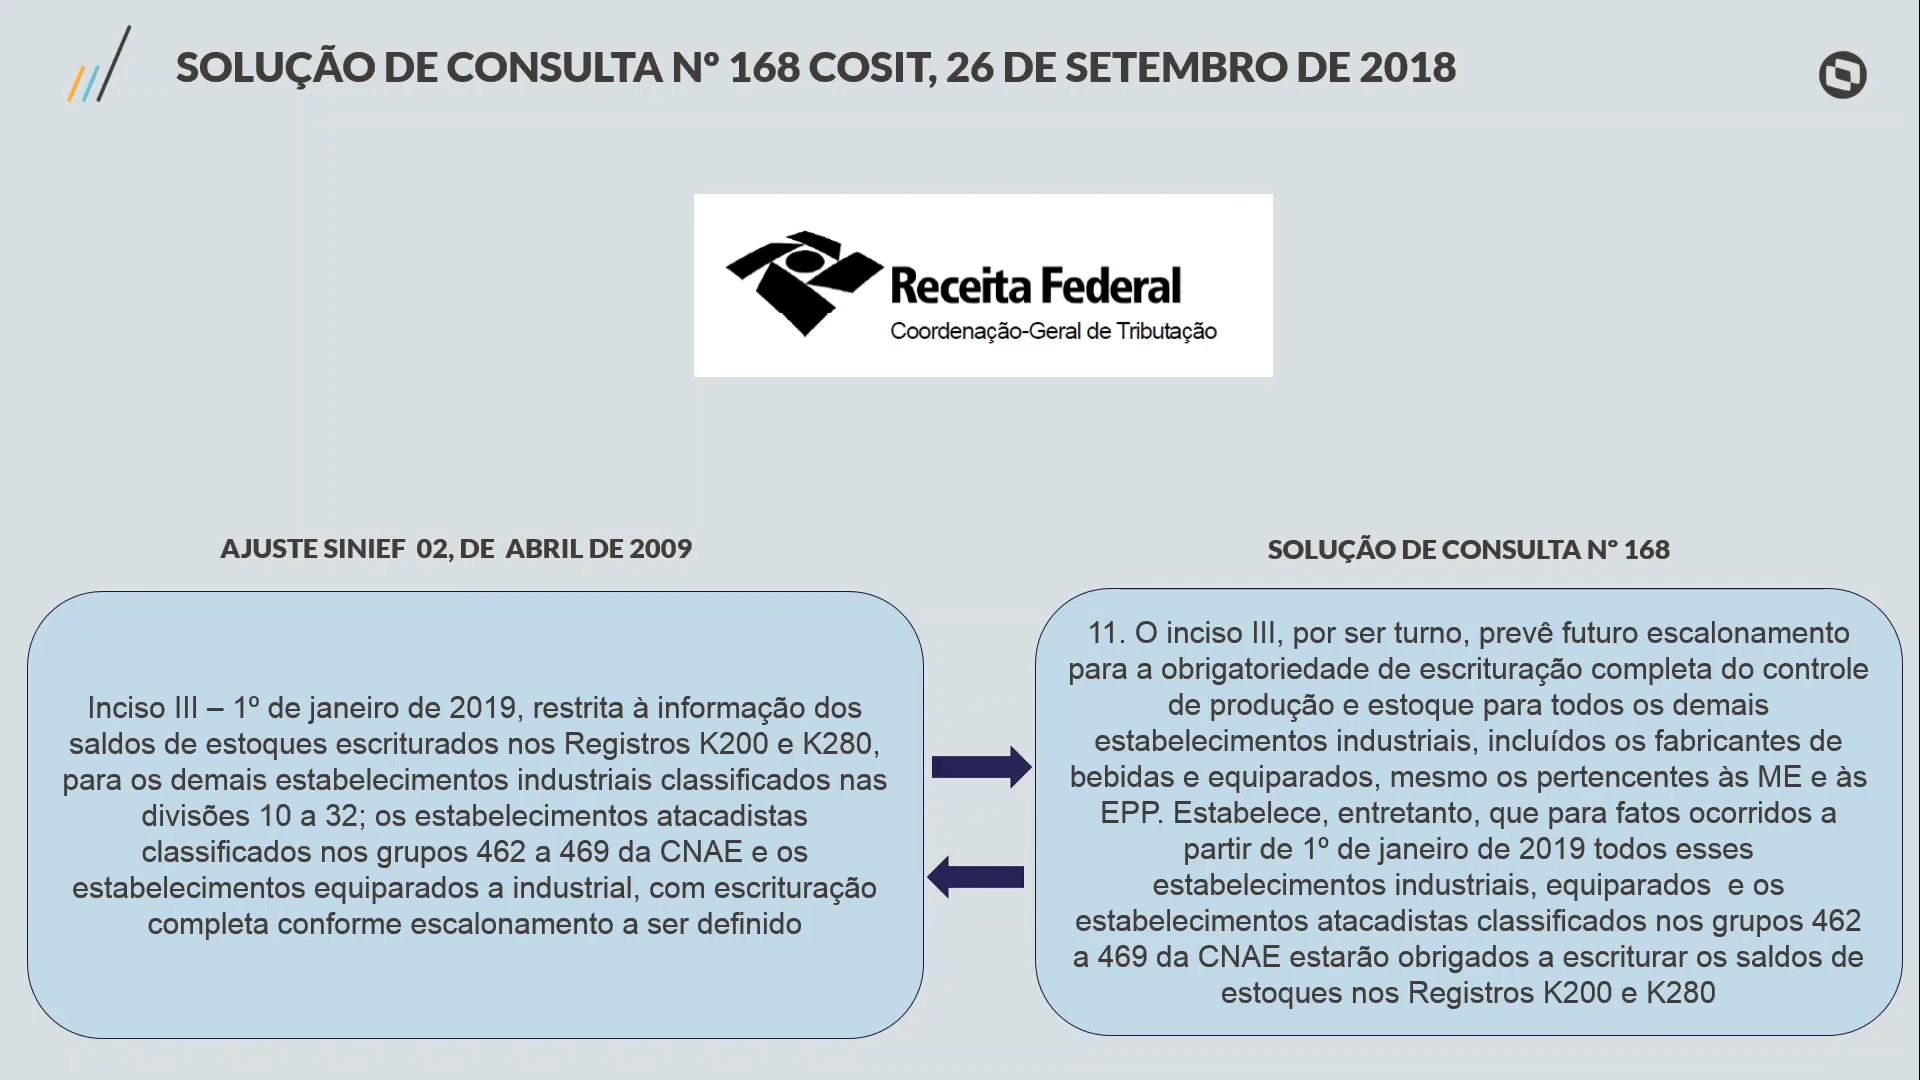 SOLUÇÃO DE CONSULTA Nº 168 COSIT, 26 DE SETEMBRO DE 2018
Receita Federal
Coordenação-Geral de Tributação
AJUSTE SINIEF 02, DE ABRIL DE 2009
Inciso III – 1º de janeiro de 2019, restrita à informação dos
saldos de estoques escriturados nos Registros K200 e K280,
para os demais estabelecimentos industriais classificados nas
divisões 10 a 32; os estabelecimentos atacadistas
classificados nos grupos 462 a 469 da CNAE e os
estabelecimentos equiparados a industrial, com escrituração
completa conforme escalonamento a ser definido
SOLUÇÃO DE CONSULTA Nº 168
11. O inciso III, por ser turno, prevê futuro escalonamento
para a obrigatoriedade de escrituração completa do controle
de produção e estoque para todos os demais
estabelecimentos industriais, incluídos os fabricantes de
bebidas e equiparados, mesmo os pertencentes às ME e às
EPP. Estabelece, entretanto, que para fatos ocorridos a
partir de 1º de janeiro de 2019 todos esses
estabelecimentos industriais, equiparados e os
estabelecimentos atacadistas classificados nos grupos 462
a 469 da CNAE estarão obrigados a escriturar os saldos de
estoques nos Registros K200 e K280